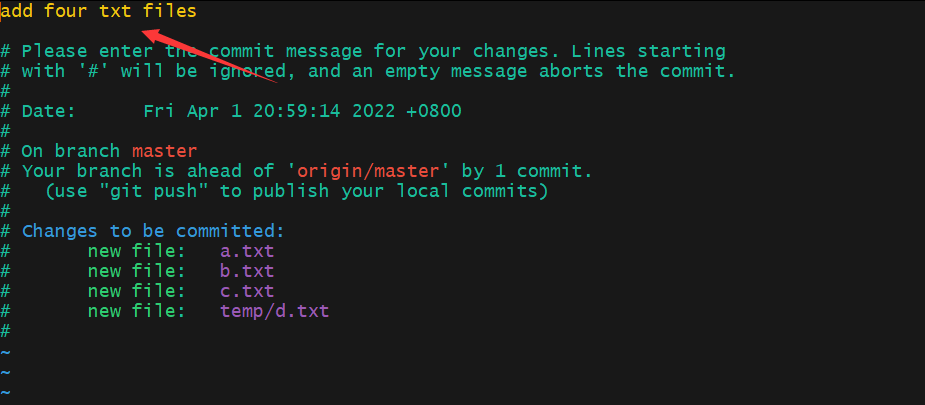 add four txt files
# Please enter the commit message for your changes. Lines starting
# with '#' will be ignored, and an empty message aborts the commit.
#
# Date:      Fri Apr 1 20:59:14 2022 +0800
#
# On branch master
# Your branch is ahead of 'origin/master' by 1 commit.
#   (use "git push" to publish your local commits)
#
# Changes to be committed:
#       new file:   a.txt
#       new file:   b.txt
#       new file:   c.txt
#       new file:   temp/d.txt
#
~
~
~